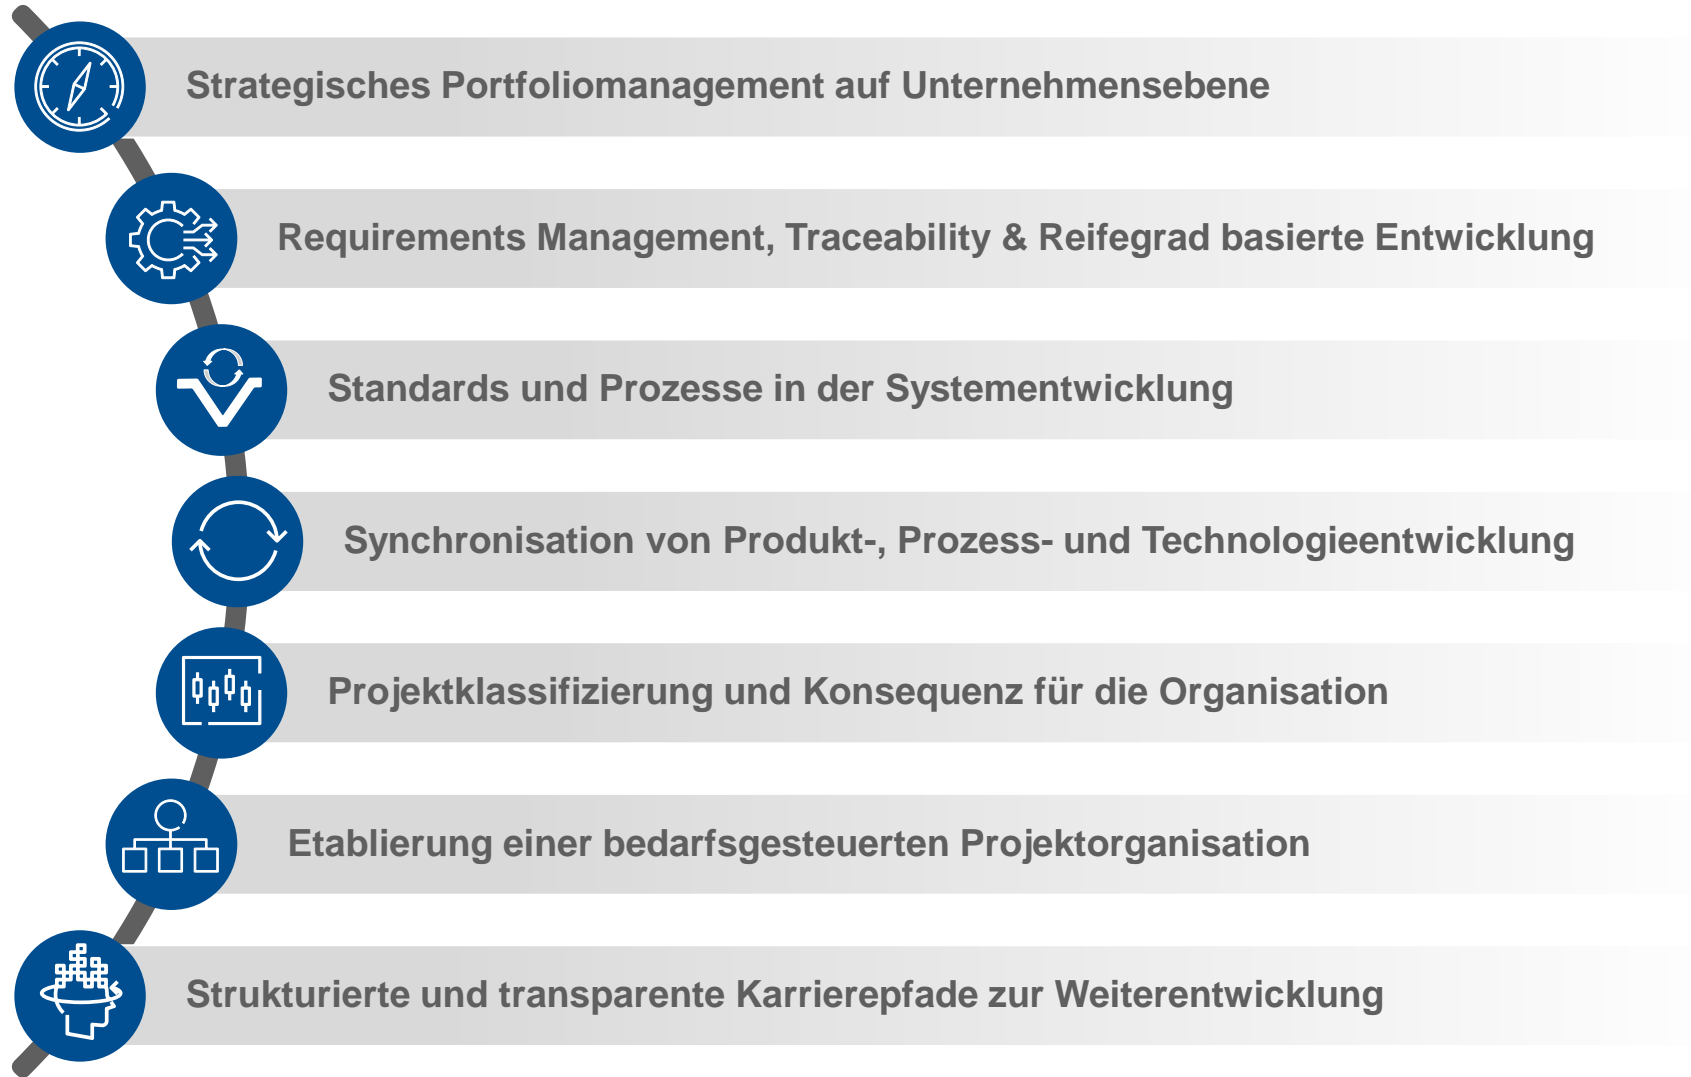 Strategisches Portfoliomanagement auf Unternehmensebene
Requirements Management, Traceability & Reifegrad basierte Entwicklung
Standards und Prozesse in der Systementwicklung
Synchronisation von Produkt-, Prozess- und Technologieentwicklung
Projektklassifizierung und Konsequenz für die Organisation
Etablierung einer bedarfsgesteuerten Projektorganisation
Strukturierte und transparente Karrierepfade zur Weiterentwicklung